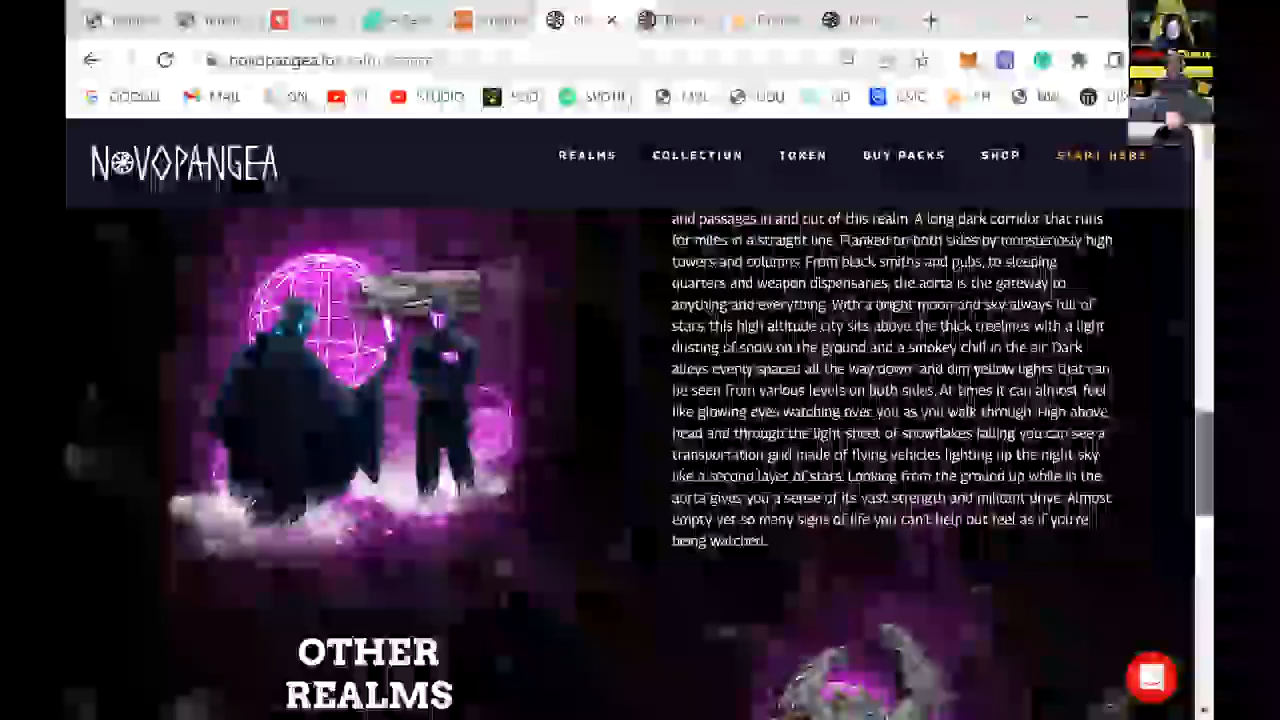 MAIL
STUDIO
NOVOPANGEA
REALMS COLLECTION TOKEN BUY PACKS SHOP START HERE
and passages in and out of this realm. A long dark corridor that runs
for miles in a straight line. Flanked on both sides by monsterously high
towers and columns. From black smiths and pubs, to sleeping
quarters and weapon dispensaries, the aorta is the gateway to
anything and everything. With a bright moon and sky always full of
stars, this high altitude city sits above the thick treelines with a light
dusting of snow on the ground and a smokey chill in the air. Dark
alleys evenly spaced all the way down, and dim yellow lights that can
be seen from various levels on both sides. At times it can almost feel
like glowing eyes watching over you as you walk through. High above
head and through the light sheet of snowflakes falling you can see a
transportation grid made of flying vehicles lighting up the night sky
like a second layer of stars. Looking from the ground up while in the
aorta gives you a sense of its vast strength and militant drive. Almost
empty yet so many signs of life you can't help but feel as if you're
being watched.
OTHER
REALMS